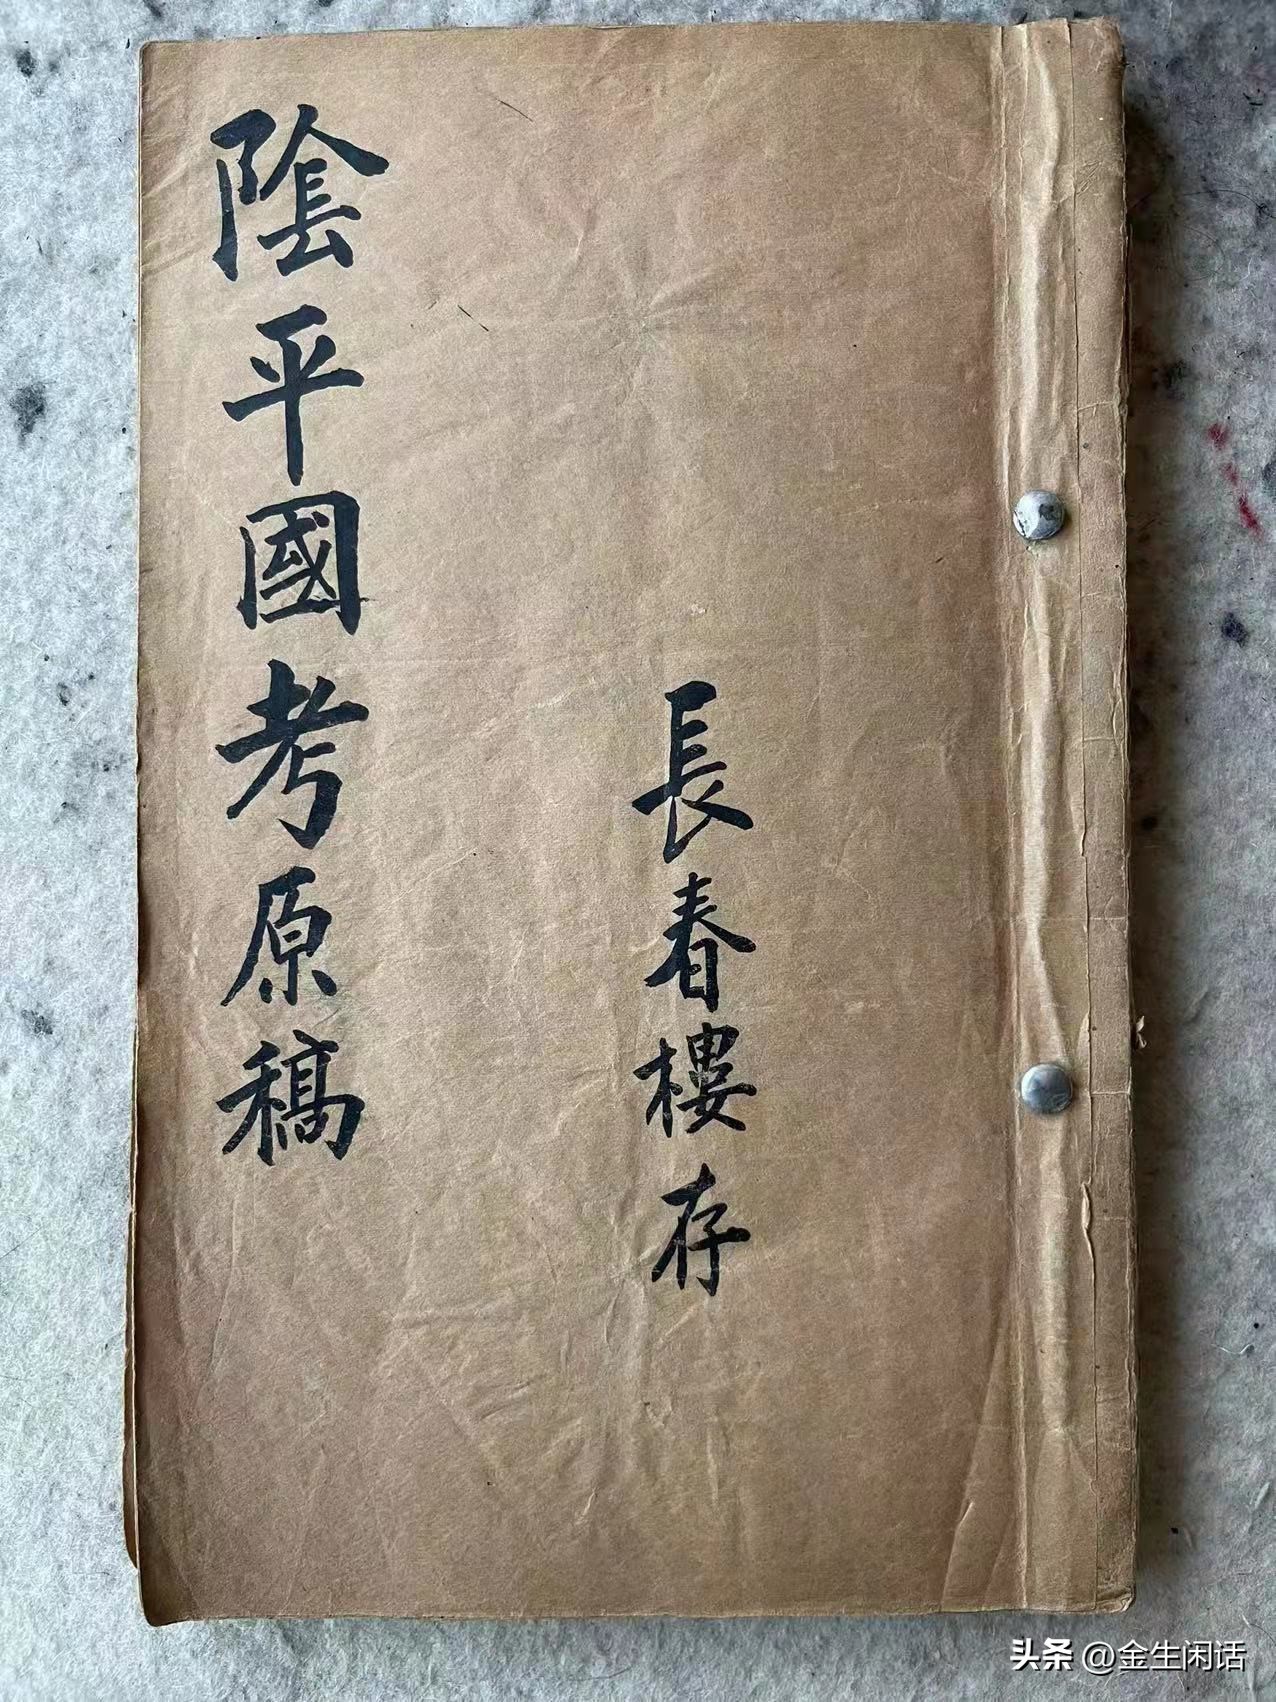 陰平國考原稿
長春樓存
头条 @金生闲话